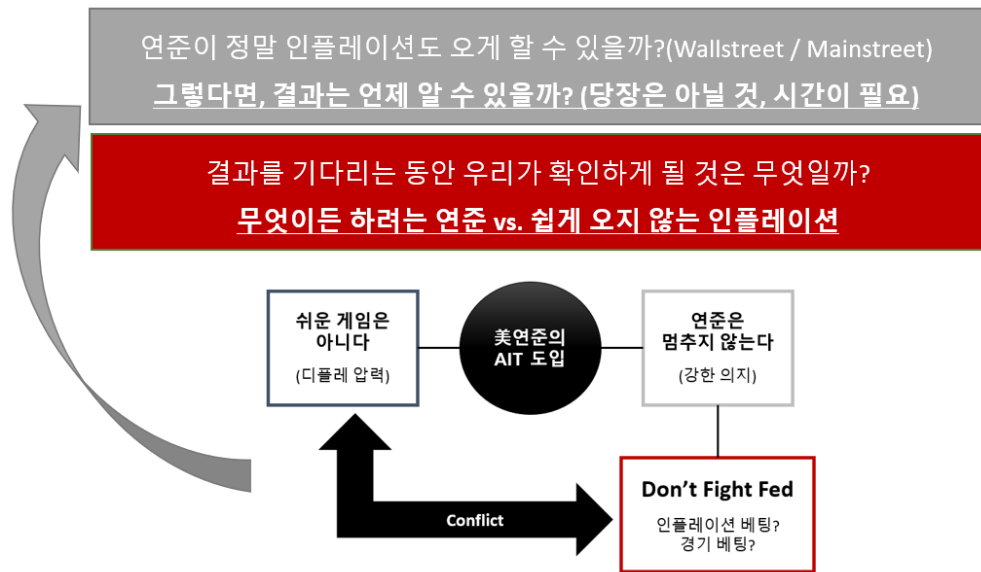 연준이 정말 인플레이션도 오게 할 수 있을까?(Wallstreet / Mainstreet)
그렇다면, 결과는 언제 알 수 있을까? (당장은 아닐 것, 시간이 필요)
결과를 기다리는 동안 우리가 확인하게 될 것은 무엇일까?
무엇이든 하려는 연준 vs. 쉽게 오지 않는 인플레이션
쉬운 게임은
아니다
(디플레 압력)
美연준의
AIT 도입
연준은
멈추지 않는다
(강한 의지)
Don’t Fight Fed
인플레이션 베팅?
경기 베팅?
Conflict